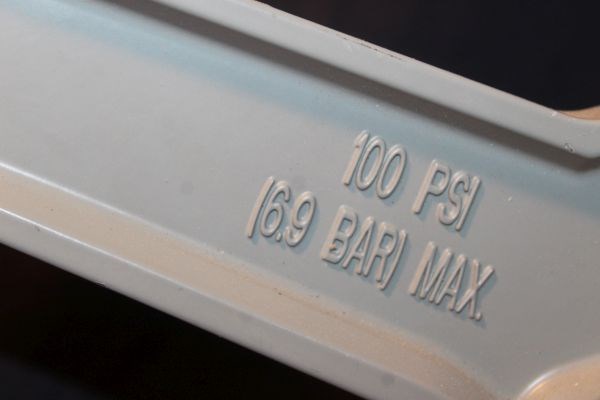 100 PSI
(6.9 BAR) MAX.